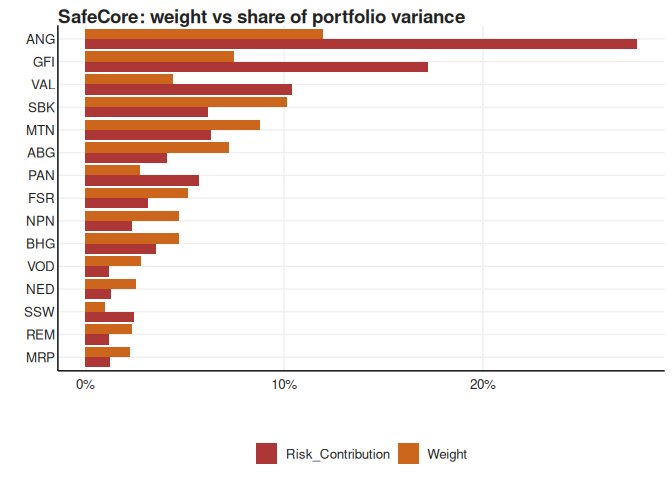 SafeCore: weight vs share of portfolio variance
ANG
GFI
VAL
SBK
MTN
ABG
PAN
FSR
NPN
BHG
VOD
NED
SSW
REM
MRP
0% 10% 20%
Risk_Contribution Weight